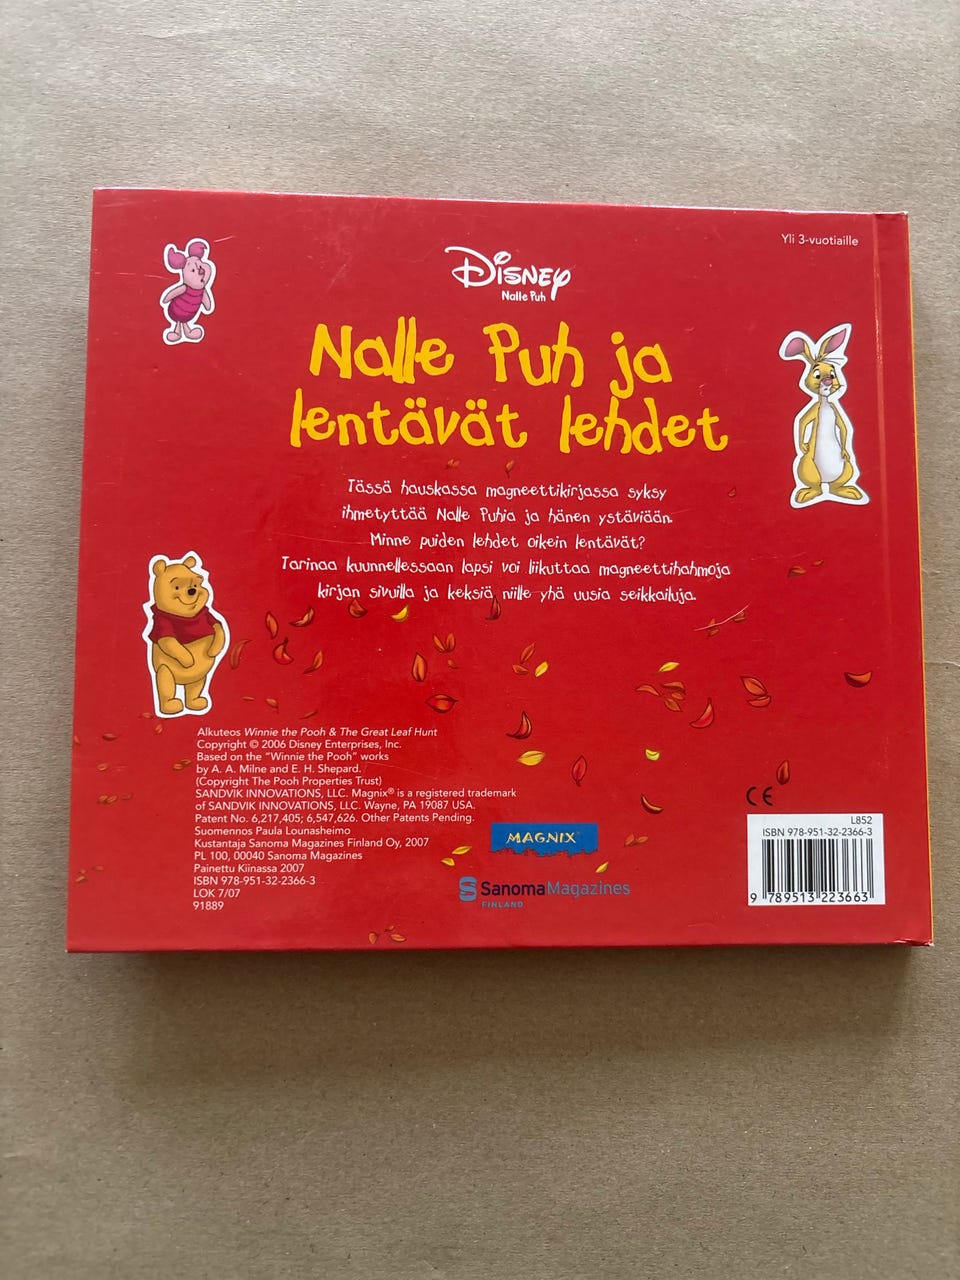 Yli 3-vuotiaille
Disney
Nalle Puh
Nalle Puh ja
lentävät lehdet
Tässä hauskassa magneettikirjassa syksy
ihmetyttää Nalle Puhia ja hänen ystäviään.
Minne puiden lehdet oikein lentävät?
Tarinaa kuunnellessaan lapsi voi liikuttaa magneettihahmoja
kirjan sivuilla ja keksiä niille yhä uusia seikkailuja.
Alkuteos Winnie the Pooh & The Great Leaf Hunt
Copyright © 2006 Disney Enterprises, Inc.
Based on the "Winnie the Pooh" works
by A. A. Milne and E. H. Shepard.
(Copyright The Pooh Properties Trust)
SANDVIK INNOVATIONS, LLC. Magnix® is a registered trademark
of SANDVIK INNOVATIONS, LLC. Wayne, PA 19087 USA.
Patent No. 6,217,405; 6,547,626. Other Patents Pending.
Suomennos Paula Lounasheimo
Kustantaja Sanoma Magazines Finland Oy, 2007
PL 100, 00040 Sanoma Magazines
Painettu Kiinassa 2007
ISBN 978-951-32-2366-3
LOK 7/07
91889
MAGNIX
SanomaMagazines
FINLAND
CE
L852
ISBN 978-951-32-2366-3
9 789513 223663